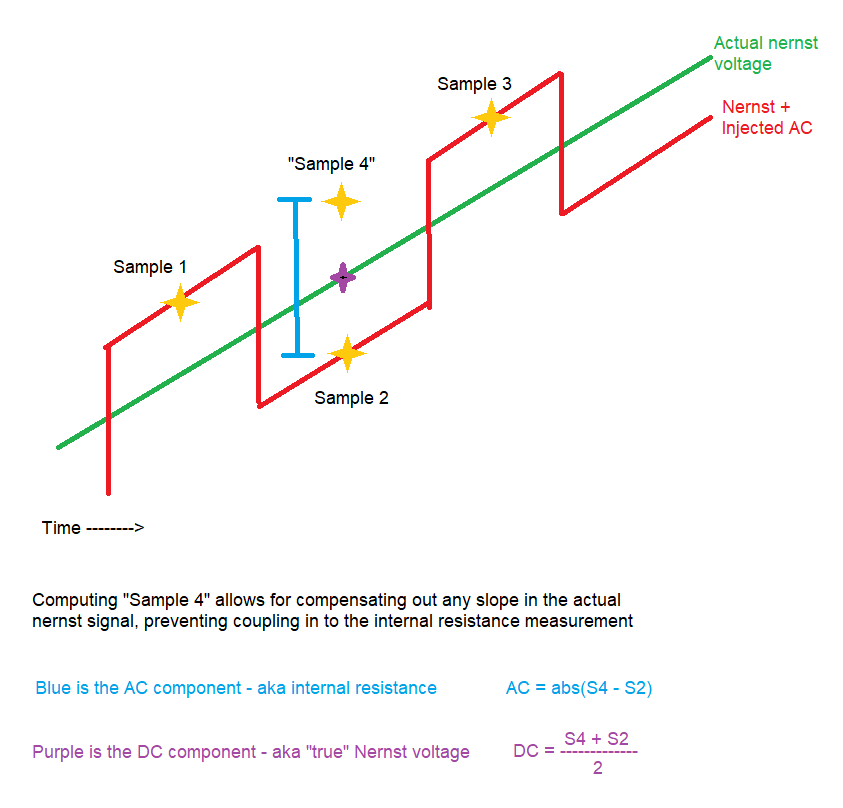 Actual nernst
voltage
Sample 3
Nernst +
Injected AC
"Sample 4"
Sample 1
Sample 2
Time -------->
Computing "Sample 4" allows for compensating out any slope in the actual
nernst signal, preventing coupling in to the internal resistance measurement
Blue is the AC component - aka internal resistance
AC = abs(S4 - S2)
Purple is the DC component - aka "true" Nernst voltage
S4 + S2
DC = -------------
2